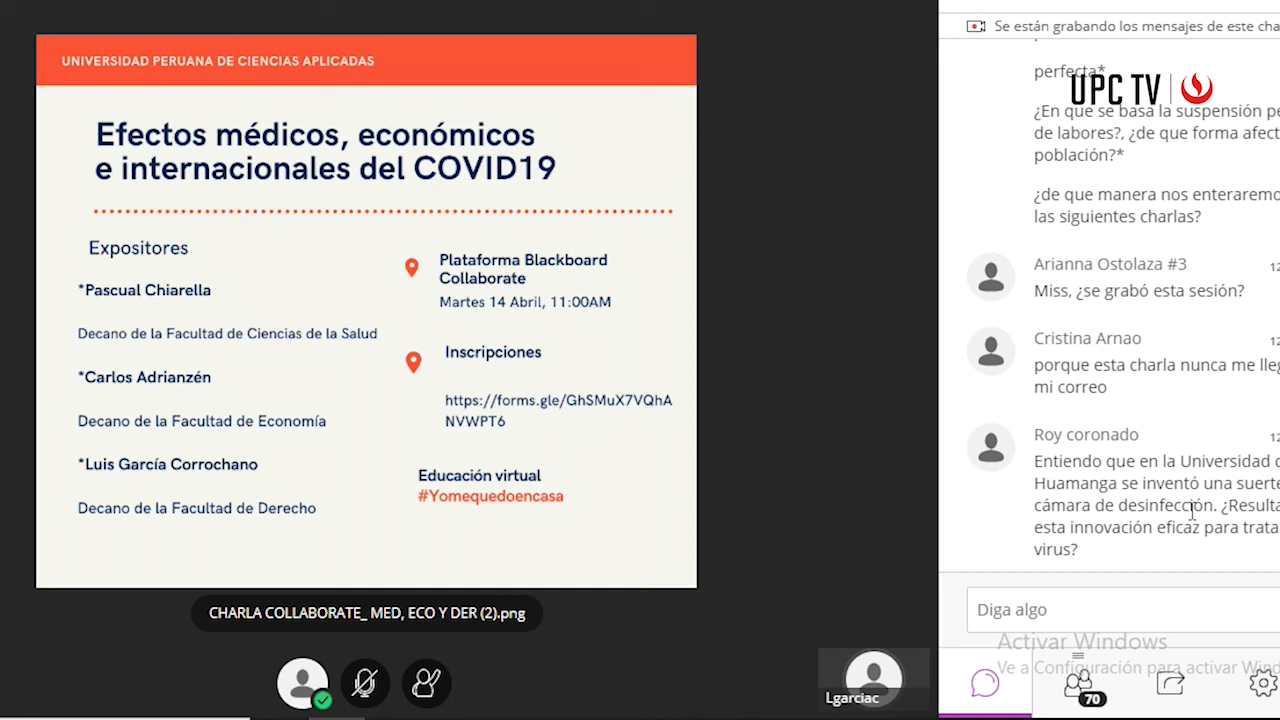 UNIVERSIDAD PERUANA DE CIENCIAS APLICADAS
Efectos médicos, económicos
e internacionales del COVID19
Expositores
*Pascual Chiarella
Decano de la Facultad de Ciencias de la Salud
*Carlos Adrianzén
Decano de la Facultad de Economía
*Luis García Corrochano
Decano de la Facultad de Derecho
Plataforma Blackboard
Collaborate
Martes 14 Abril, 11:00AM
Inscripciones
https://forms.gle/GhSMuX7VQhA
NVWPT6
Educación virtual
#Yomequedoencasa
CHARLA COLLABORATE_ MED, ECO Y DER (2).png
Lgarciac
Se están grabando los mensajes de este cha
perfecta*
UPC TV
¿En que se basa la suspensión pe
de labores?, ¿de que forma afect
población?*
¿de que manera nos enteraremo
las siguientes charlas?
Arianna Ostolaza #3
12
Miss, ¿se grabó esta sesión?
Cristina Arnao
12
porque esta charla nunca me lleg
mi correo
Roy coronado
12
Entiendo que en la Universidad d
Huamanga se inventó una suerte
cámara de desinfección. ¿Resulta
esta innovación eficaz para trata
virus?
Diga algo
Activar Windows
Ve a Configuración para activar Wind
70